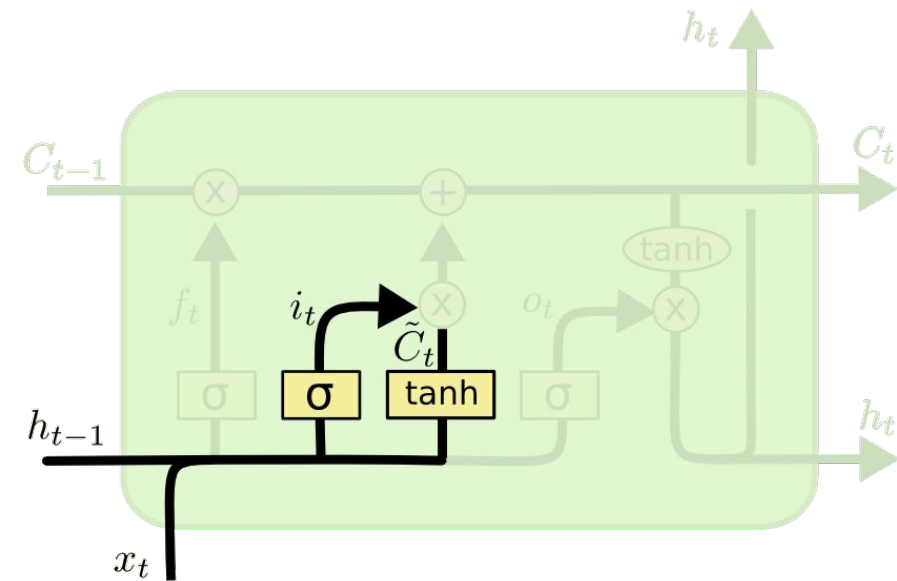 h_t
C_{t-1}
C_t
x
+
tanh
f_t
i_t
x
o_t
x
C̃_t
σ
σ
tanh
σ
h_{t-1}
h_t
x_t